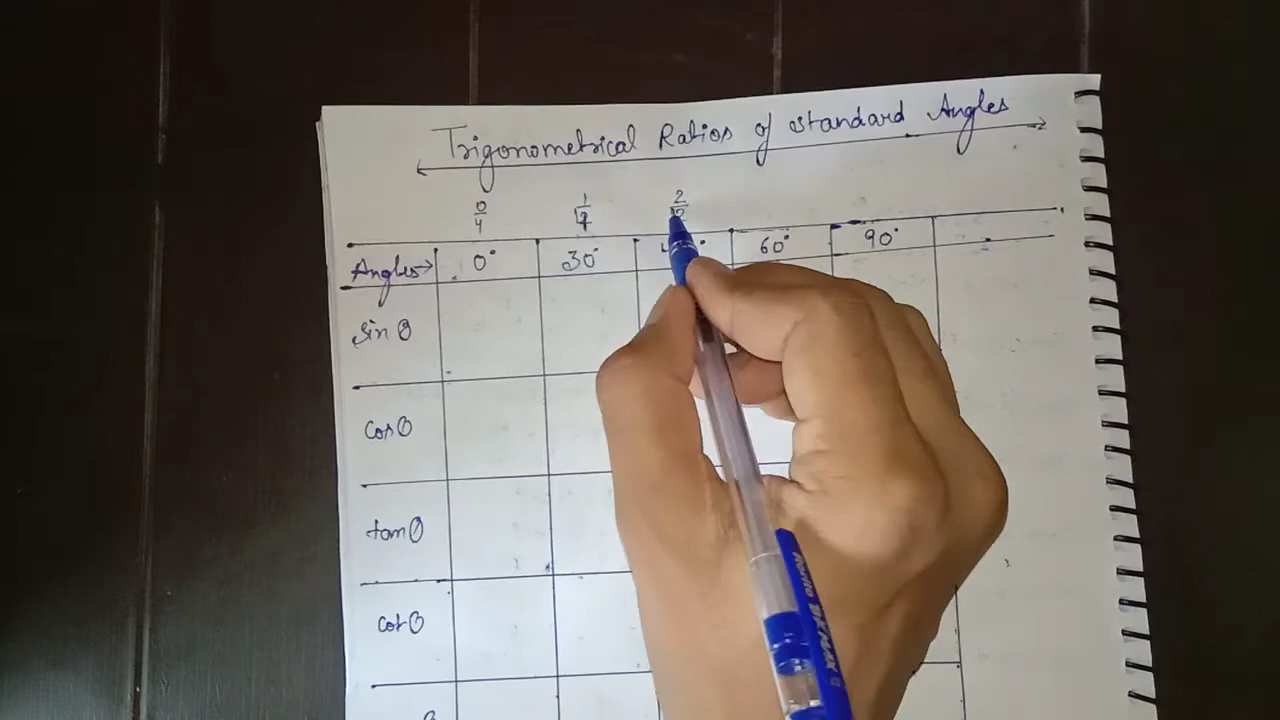 Trigonometrical Ratios of standard Angles
0/4 1/4 2
Angles→ 0° 30° 60° 90°
sin θ
cos θ
tan θ
cot θ